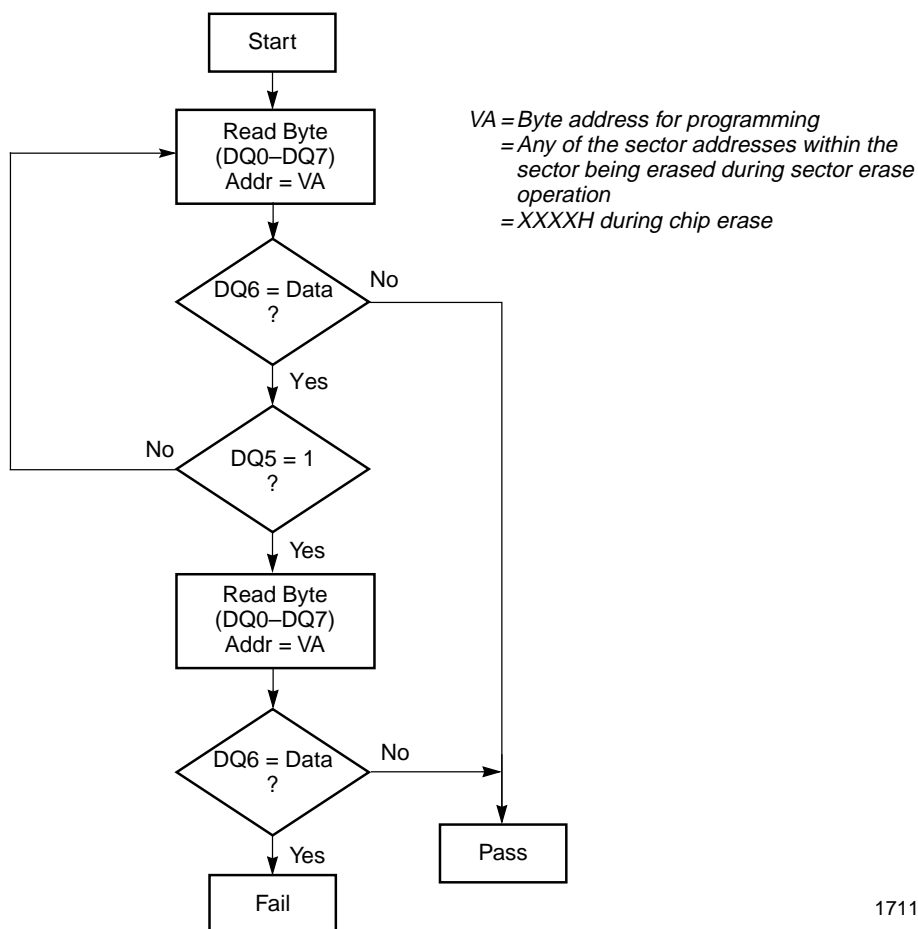 Start
Read Byte
(DQ0–DQ7)
Addr = VA
VA = Byte address for programming
= Any of the sector addresses within the
sector being erased during sector erase
operation
= XXXXH during chip erase
DQ6 = Data
?
No
Yes
DQ5 = 1
?
No
Yes
Read Byte
(DQ0–DQ7)
Addr = VA
DQ6 = Data
?
No
Yes
Pass
Fail
1711